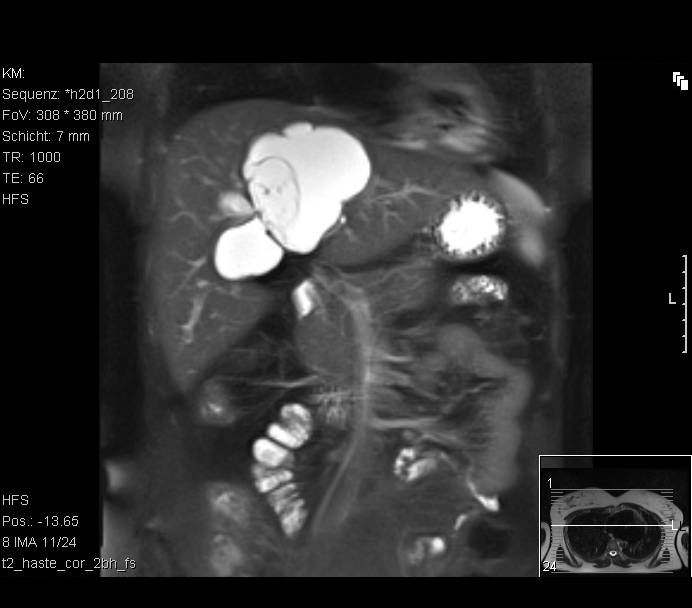 KM:
Sequenz: *h2d1_208
FoV: 308 * 380 mm
Schicht: 7 mm
TR: 1000
TE: 66
HFS
L
HFS
Pos.: -13.65
8 IMA 11/24
t2_haste_cor_2bh_fs
1
L
24